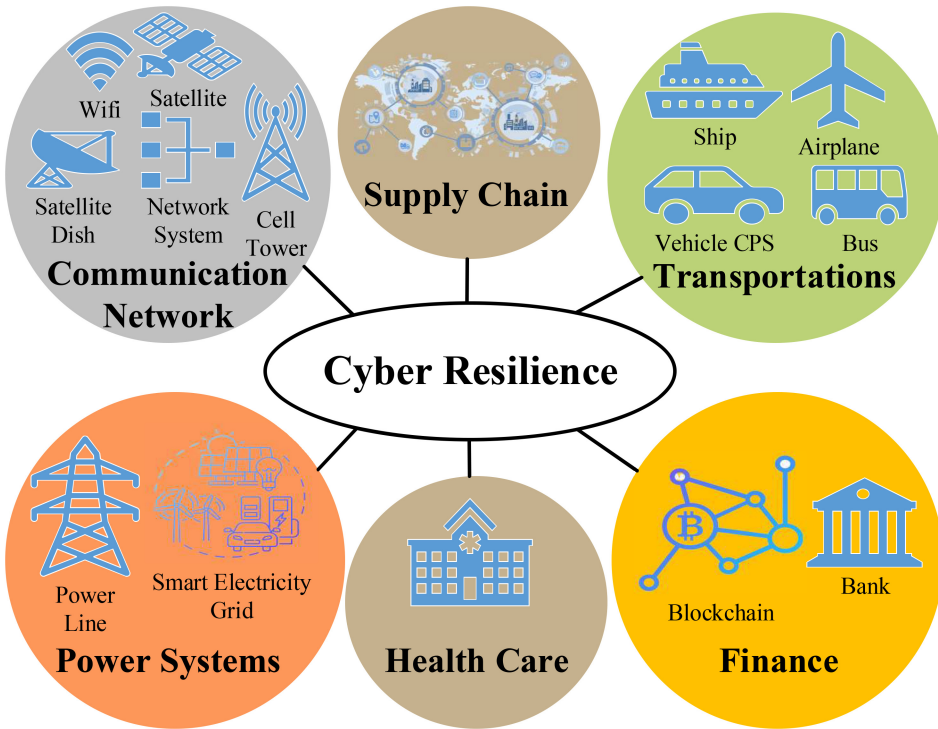 Wifi
Satellite
Satellite
Dish
Network
System
Cell
Tower
Communication
Network
Supply Chain
Ship
Airplane
Vehicle CPS
Bus
Transportations
Cyber Resilience
Power
Line
Smart Electricity
Grid
Power Systems
Health Care
Blockchain
Bank
Finance